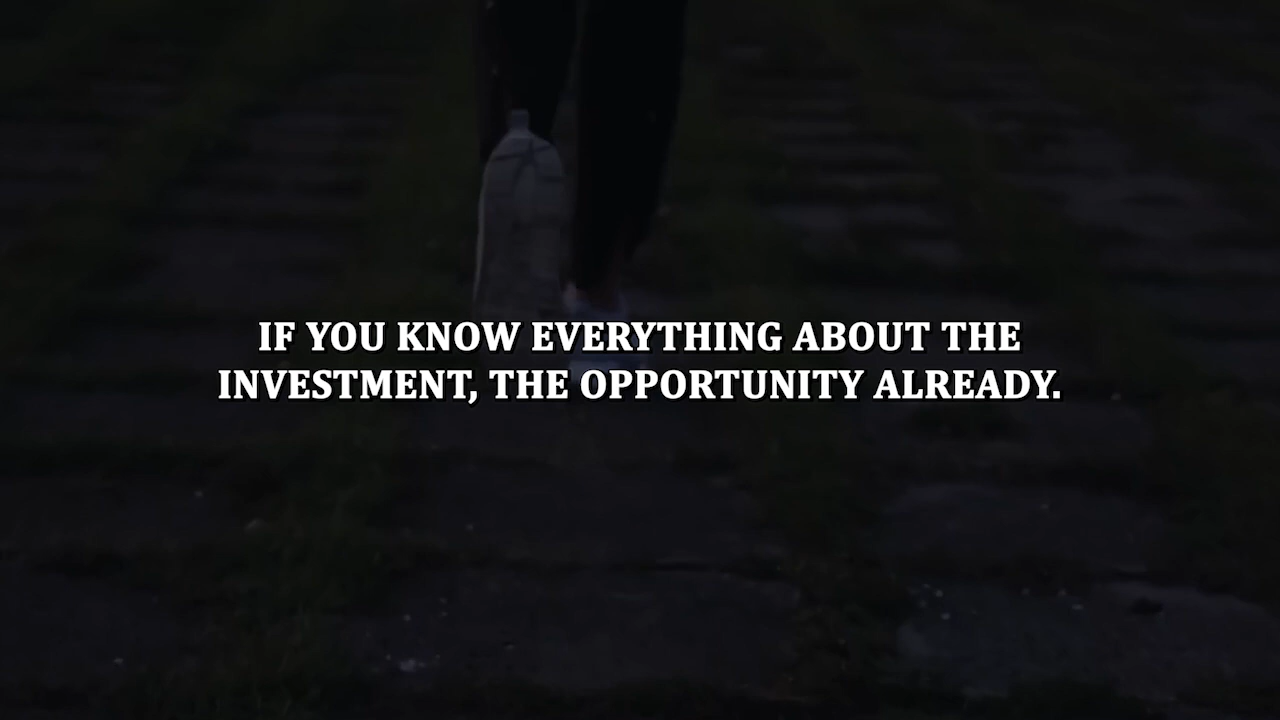 IF YOU KNOW EVERYTHING ABOUT THE
INVESTMENT, THE OPPORTUNITY ALREADY.